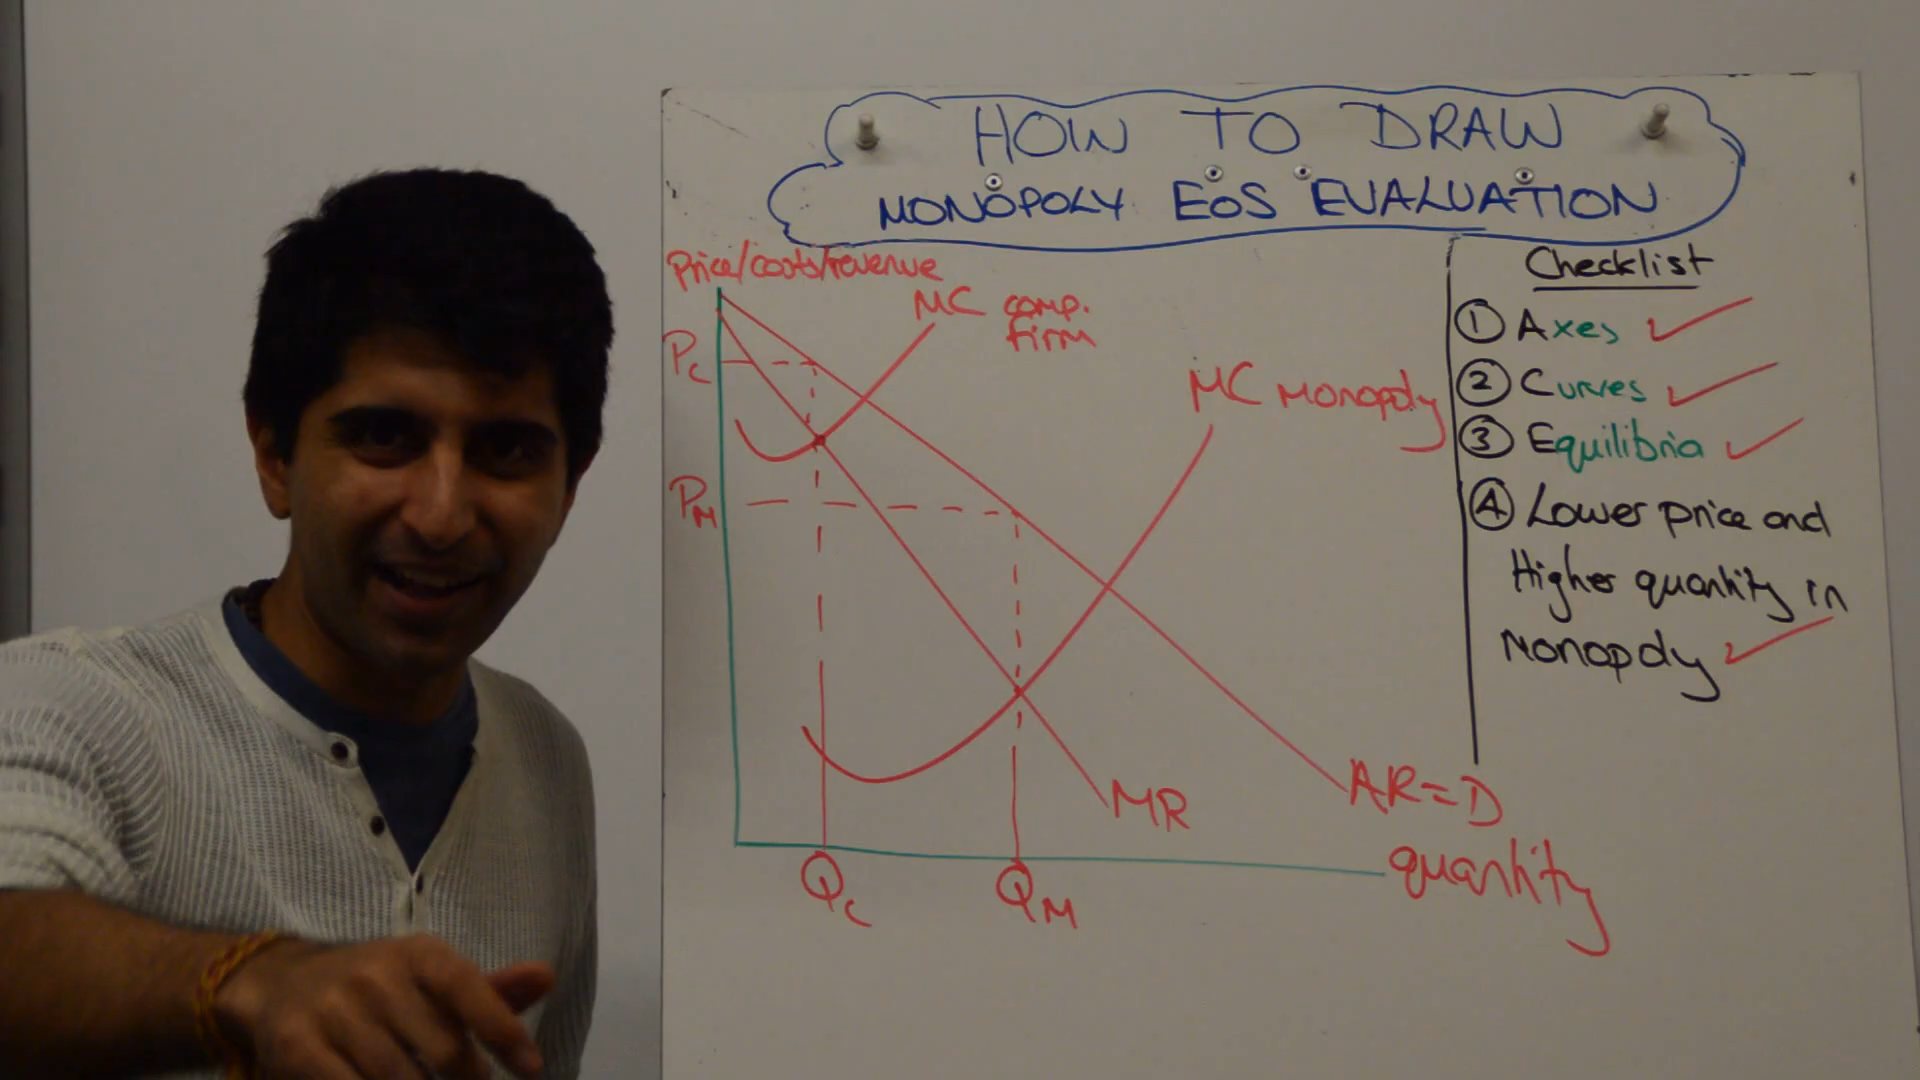 HOW TO DRAW
MONOPOLY EOS EVALUATION
Price/costs/revenue
MC comp.
firm
PC
MC MONOPOLY
PM
MR
AR=D
QC
QM
quantity
Checklist
① Axes ✓
② Curves ✓
③ Equilibria ✓
④ Lower price and
Higher quantity in
Monopoly ✓